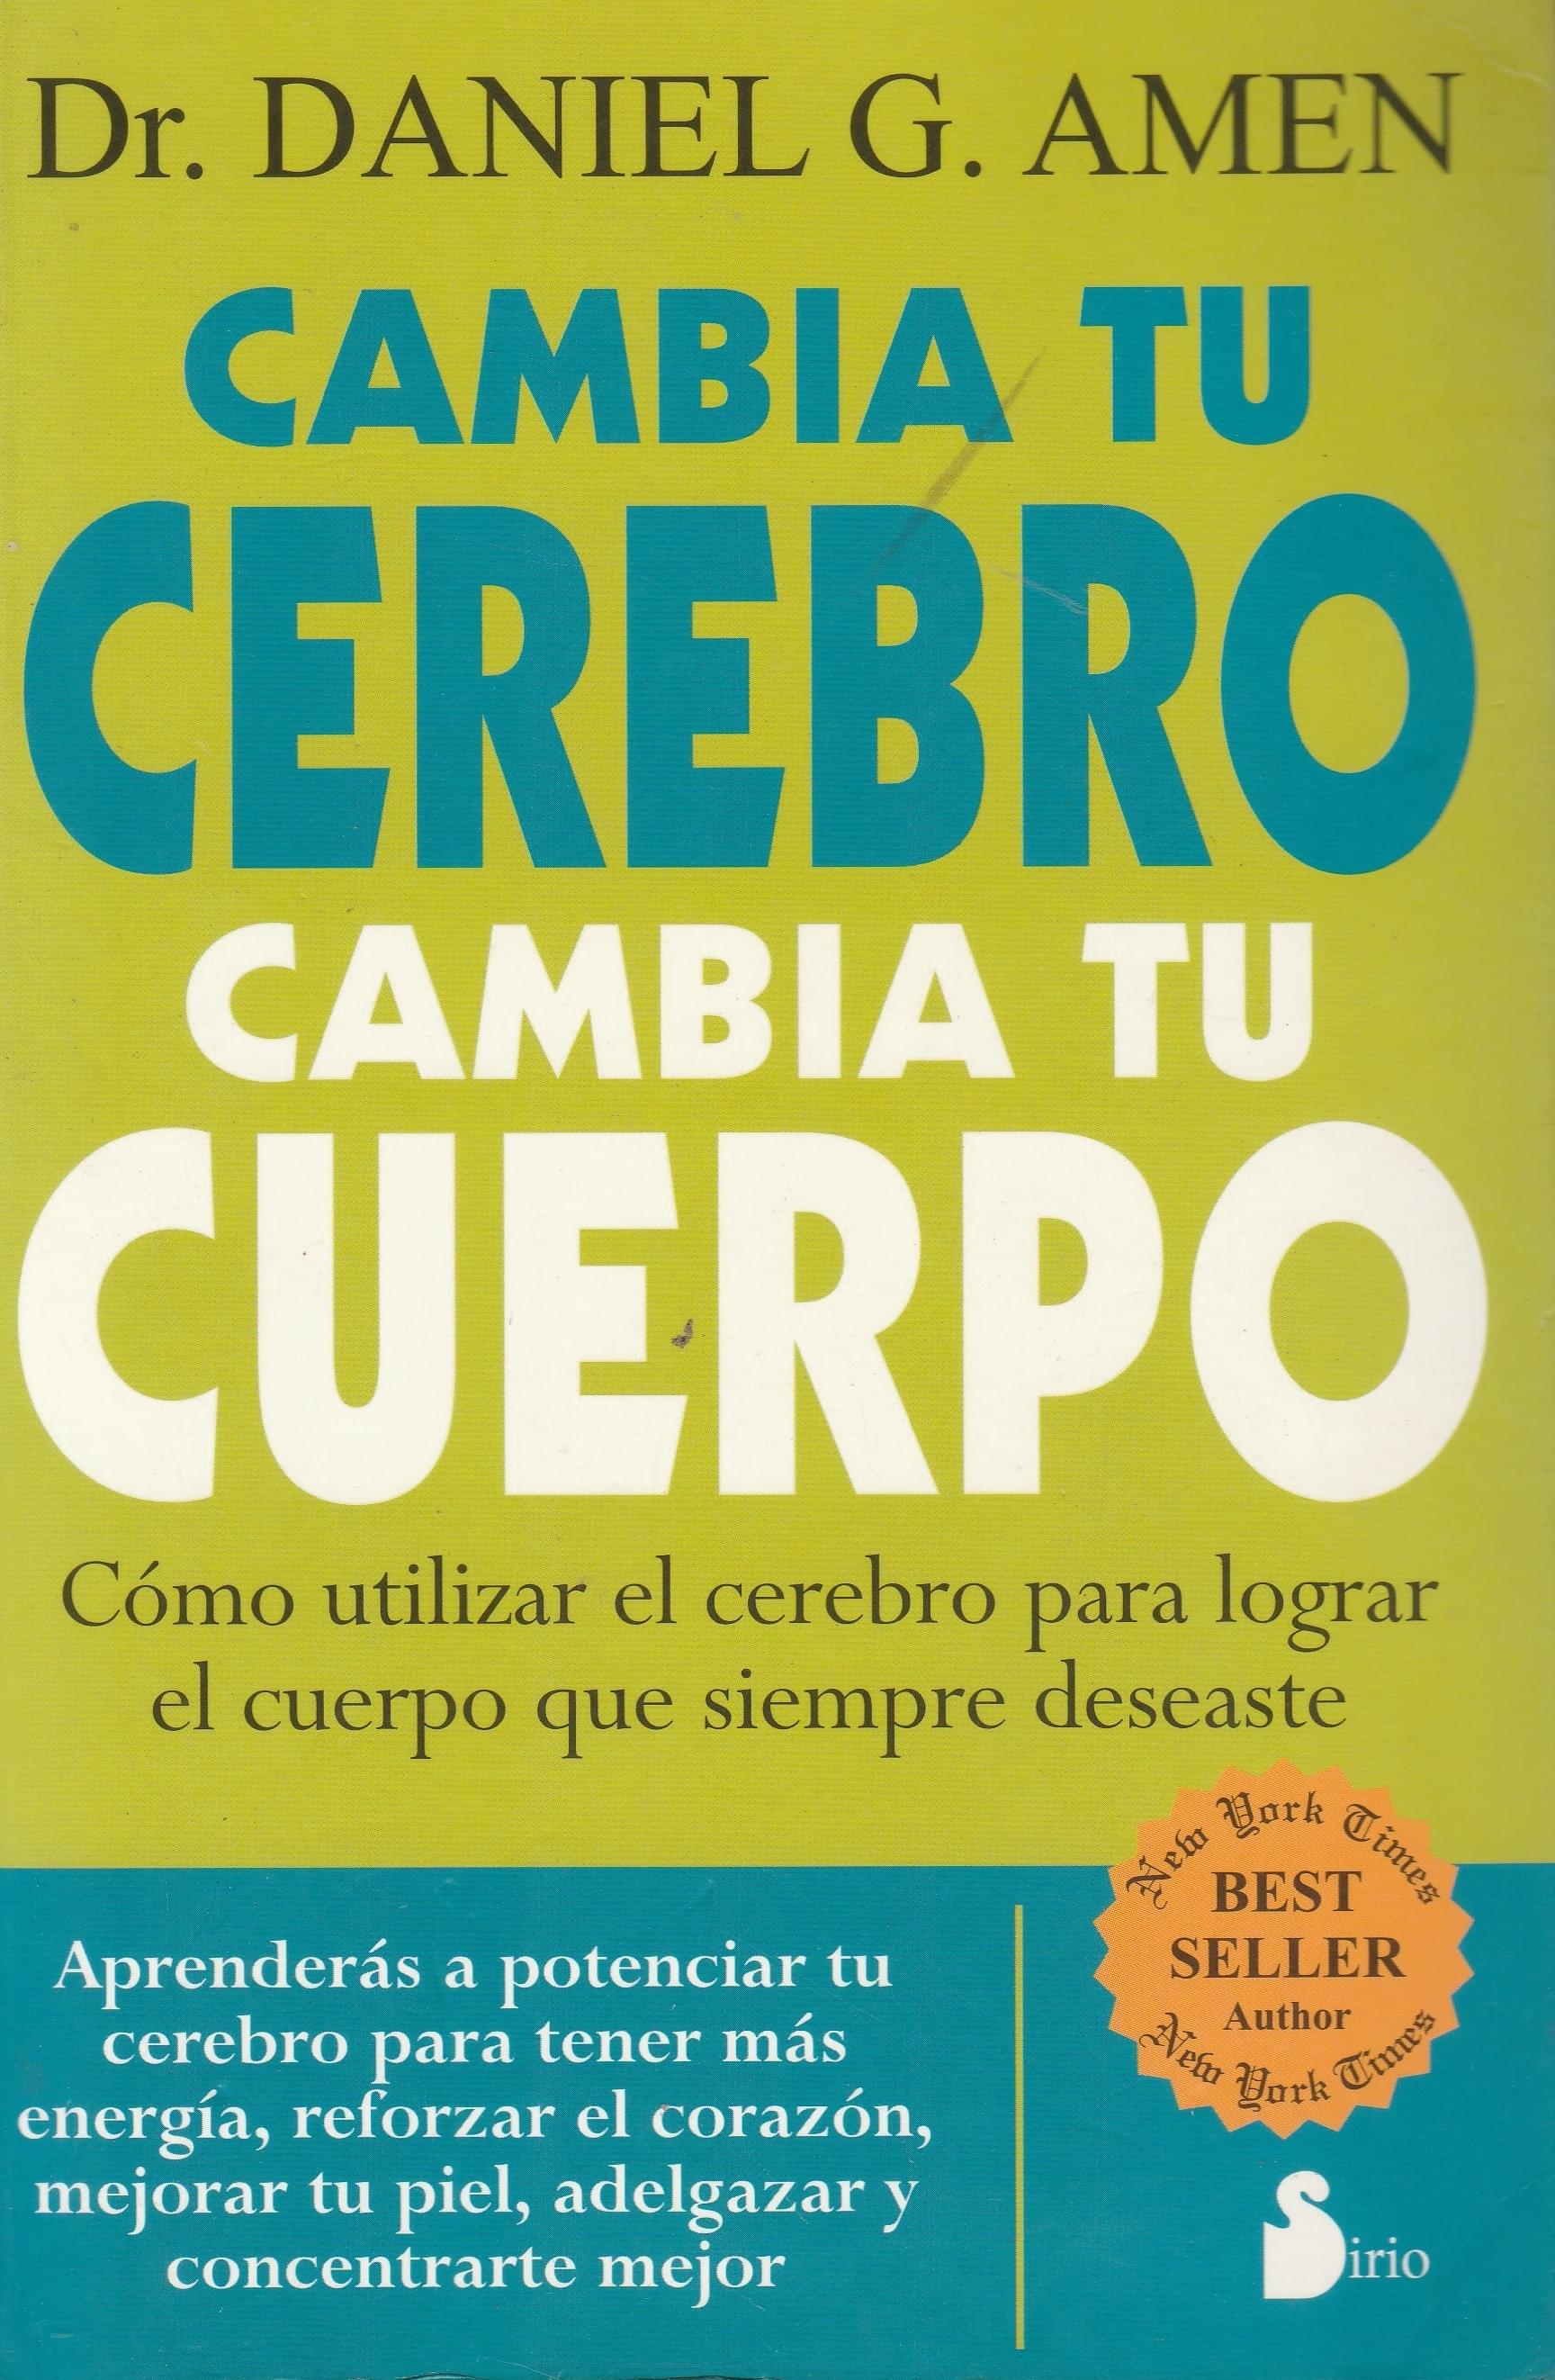 Dr. DANIEL G. AMEN
CAMBIA TU
CEREBRO
CAMBIA TU
CUERPO
Cómo utilizar el cerebro para lograr
el cuerpo que siempre deseaste
New York Times
BEST
SELLER
Author
New York Times
Aprenderás a potenciar tu
cerebro para tener más
energía, reforzar el corazón,
mejorar tu piel, adelgazar y
concentrarte mejor
Sirio